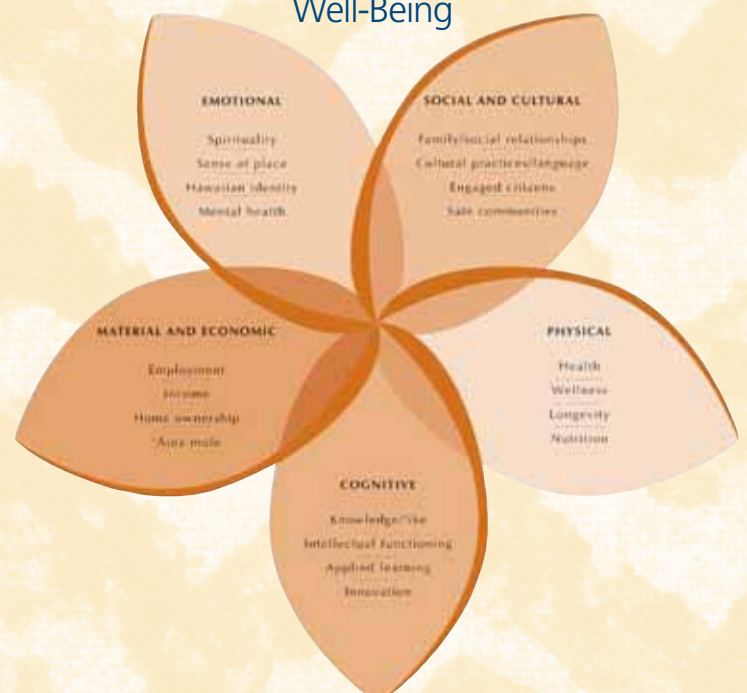 Well-Being
EMOTIONAL
Spirituality
Sense of place
Hawaiian identity
Mental health
SOCIAL AND CULTURAL
Family/social relationships
Cultural practices/language
Engaged citizens
Safe communities
MATERIAL AND ECONOMIC
Employment
Income
Home ownership
PHYSICAL
Health
Wellness
Longevity
Nutrition
COGNITIVE
Knowledge/ʻike
Intellectual functioning
Applied learning
Innovation